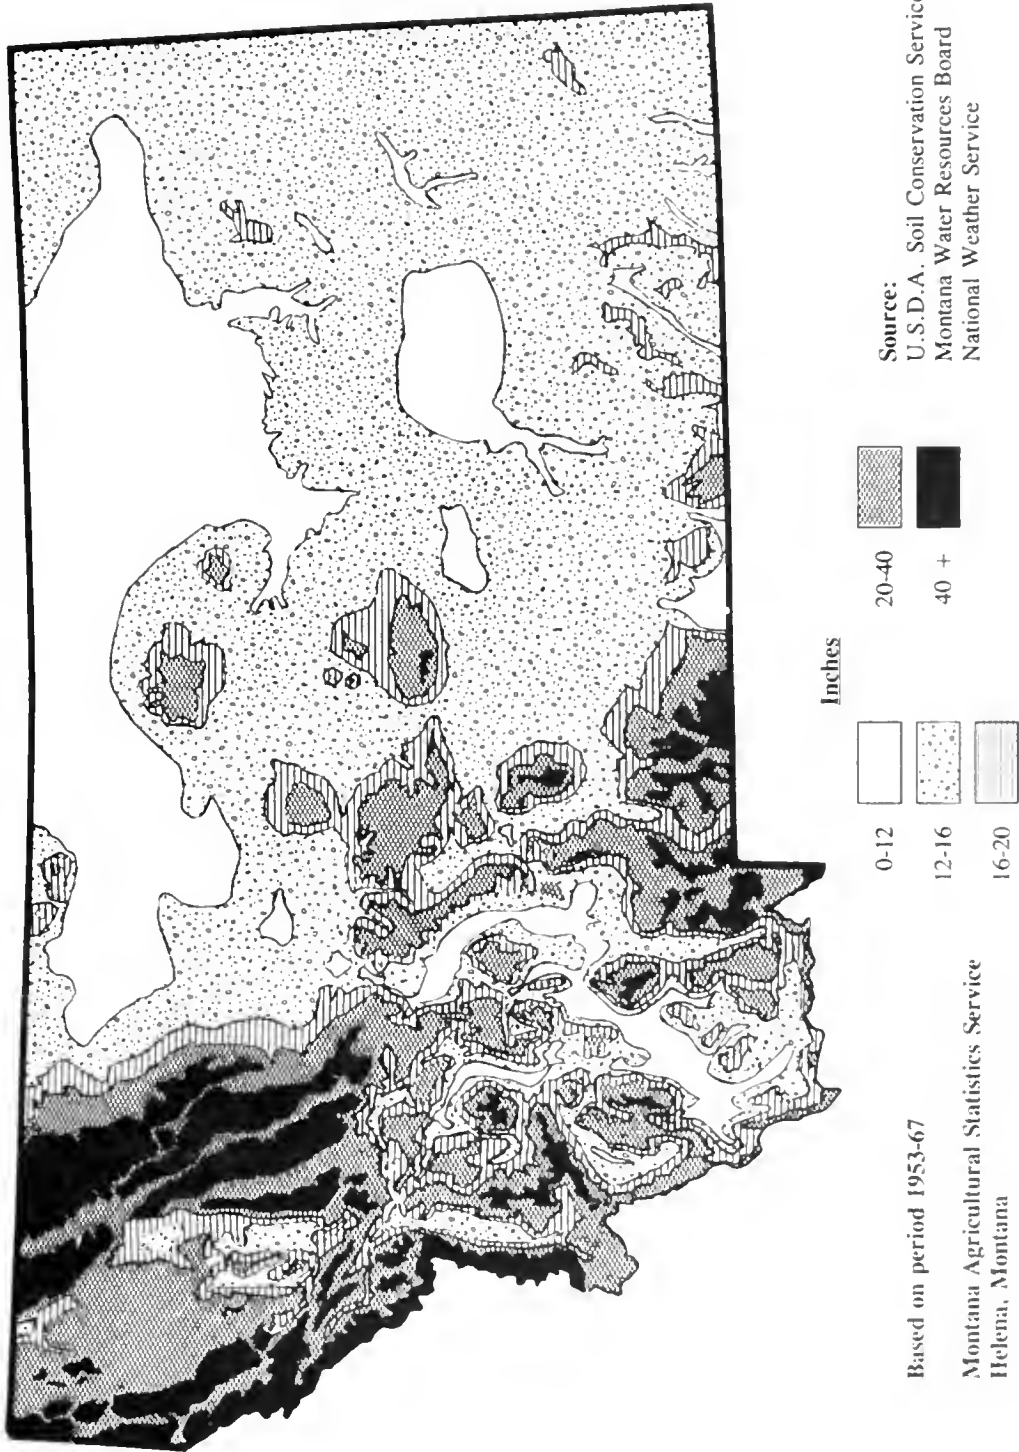 Inches
0-12
12-16
16-20
20-40
40 +
Based on period 1953-67
Montana Agricultural Statistics Service
Helena, Montana
Source:
U.S.D.A. Soil Conservation Service
Montana Water Resources Board
National Weather Service